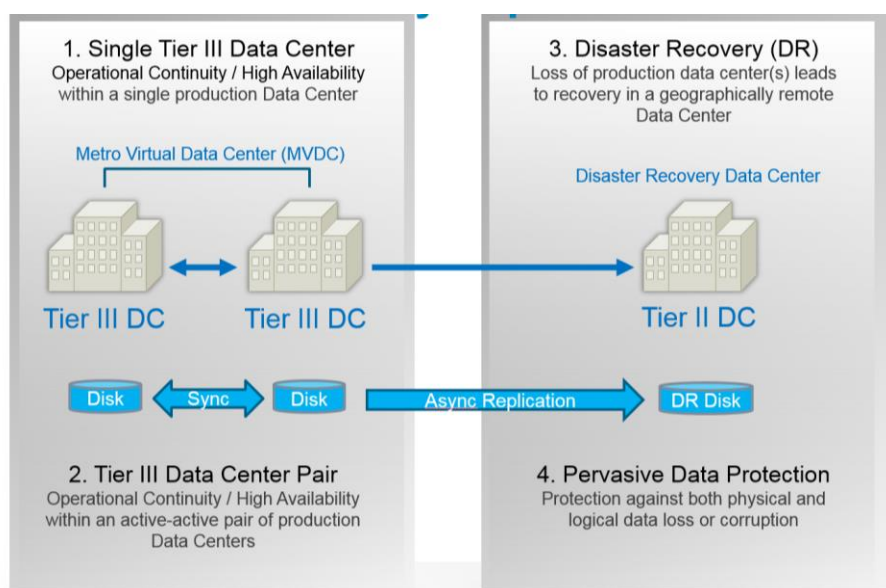 1. Single Tier III Data Center
Operational Continuity / High Availability
within a single production Data Center
Metro Virtual Data Center (MVDC)
Tier III DC
Tier III DC
Disk
Sync
Disk
2. Tier III Data Center Pair
Operational Continuity / High Availability
within an active-active pair of production
Data Centers
Async Replication
3. Disaster Recovery (DR)
Loss of production data center(s) leads
to recovery in a geographically remote
Data Center
Disaster Recovery Data Center
Tier II DC
DR Disk
4. Pervasive Data Protection
Protection against both physical and
logical data loss or corruption